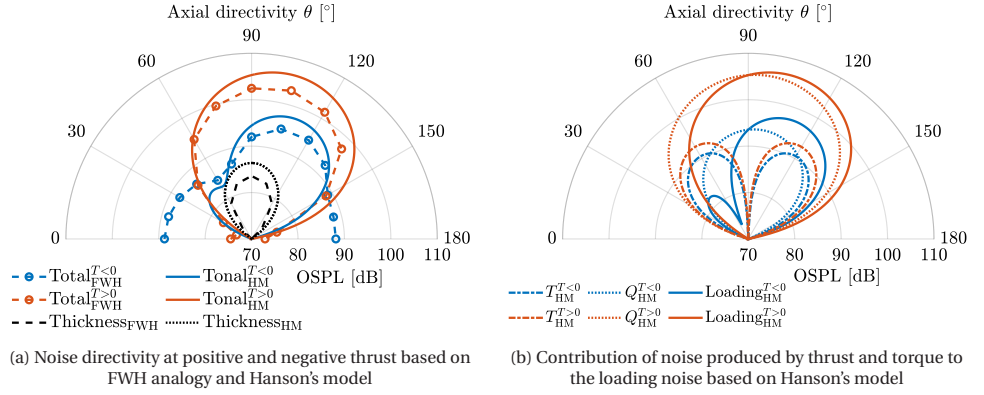 Axial directivity θ [°]
90
60
120
30
150
0
180
70 80 90 100 110
OSPL [dB]
Total_FWH^{T<0}
Tonal_HM^{T<0}
Total_FWH^{T>0}
Tonal_HM^{T>0}
Thickness_FWH
Thickness_HM
(a) Noise directivity at positive and negative thrust based on
FWH analogy and Hanson's model
Axial directivity θ [°]
90
60
120
30
150
0
180
70 80 90 100 110
OSPL [dB]
T_HM^{T<0} Q_HM^{T<0} Loading_HM^{T<0}
T_HM^{T>0} Q_HM^{T>0} Loading_HM^{T>0}
(b) Contribution of noise produced by thrust and torque to
the loading noise based on Hanson's model